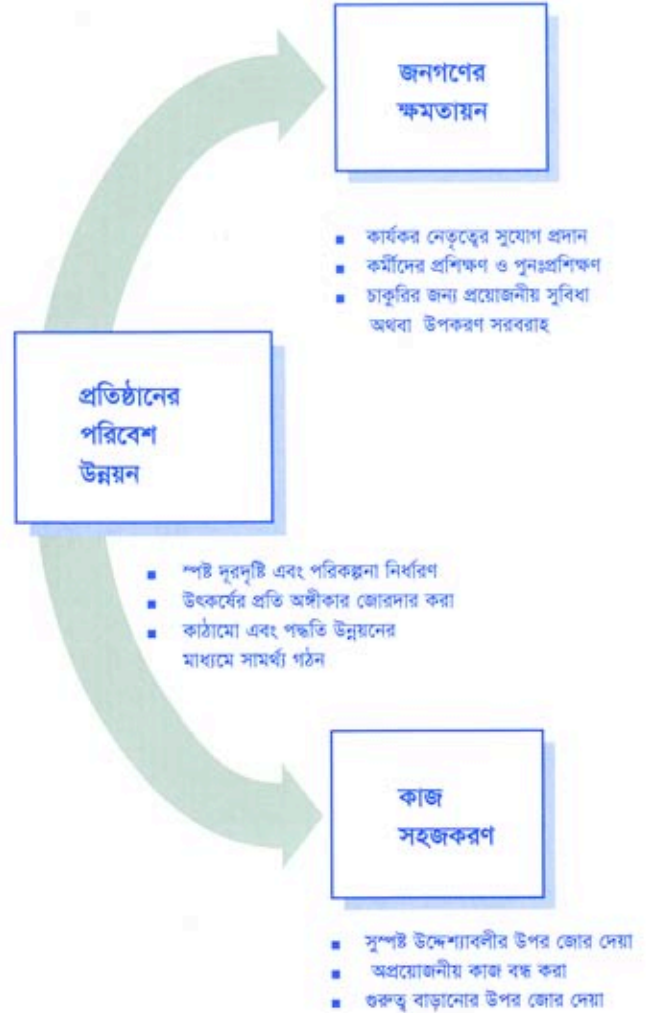 জনগণের
ক্ষমতায়ন
■ কার্যকর নেতৃত্বের সুযোগ প্রদান
■ কর্মীদের প্রশিক্ষণ ও পুনঃপ্রশিক্ষণ
■ চাকুরির জন্য প্রয়োজনীয় সুবিধা
অথবা উপকরণ সরবরাহ
প্রতিষ্ঠানের
পরিবেশ
উন্নয়ন
■ স্পষ্ট দূরদৃষ্টি এবং পরিকল্পনা নির্ধারণ
■ উৎকর্ষের প্রতি অঙ্গীকার জোরদার করা
■ কাঠামো এবং পদ্ধতি উন্নয়নের
মাধ্যমে সামর্থ্য গঠন
কাজ
সহজকরণ
■ সুস্পষ্ট উদ্দেশ্যাবলীর উপর জোর দেয়া
■ অপ্রয়োজনীয় কাজ বন্ধ করা
■ গুরুত্ব বাড়ানোর উপর জোর দেয়া